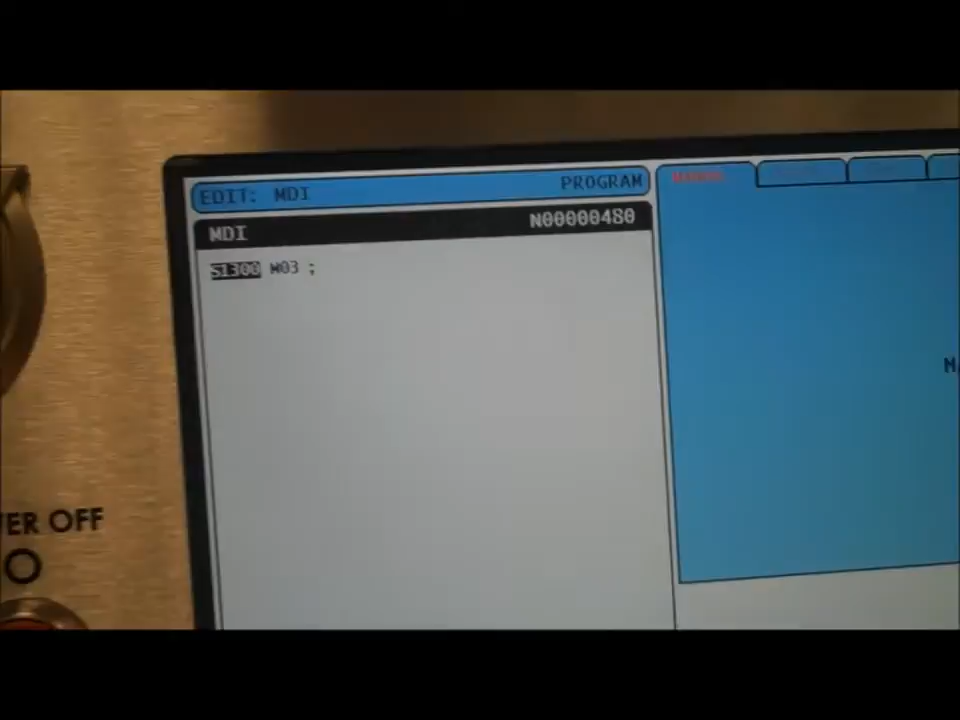 EDIT: MDI PROGRAM
MDI N00000480
S1300 M03 ;
ER OFF